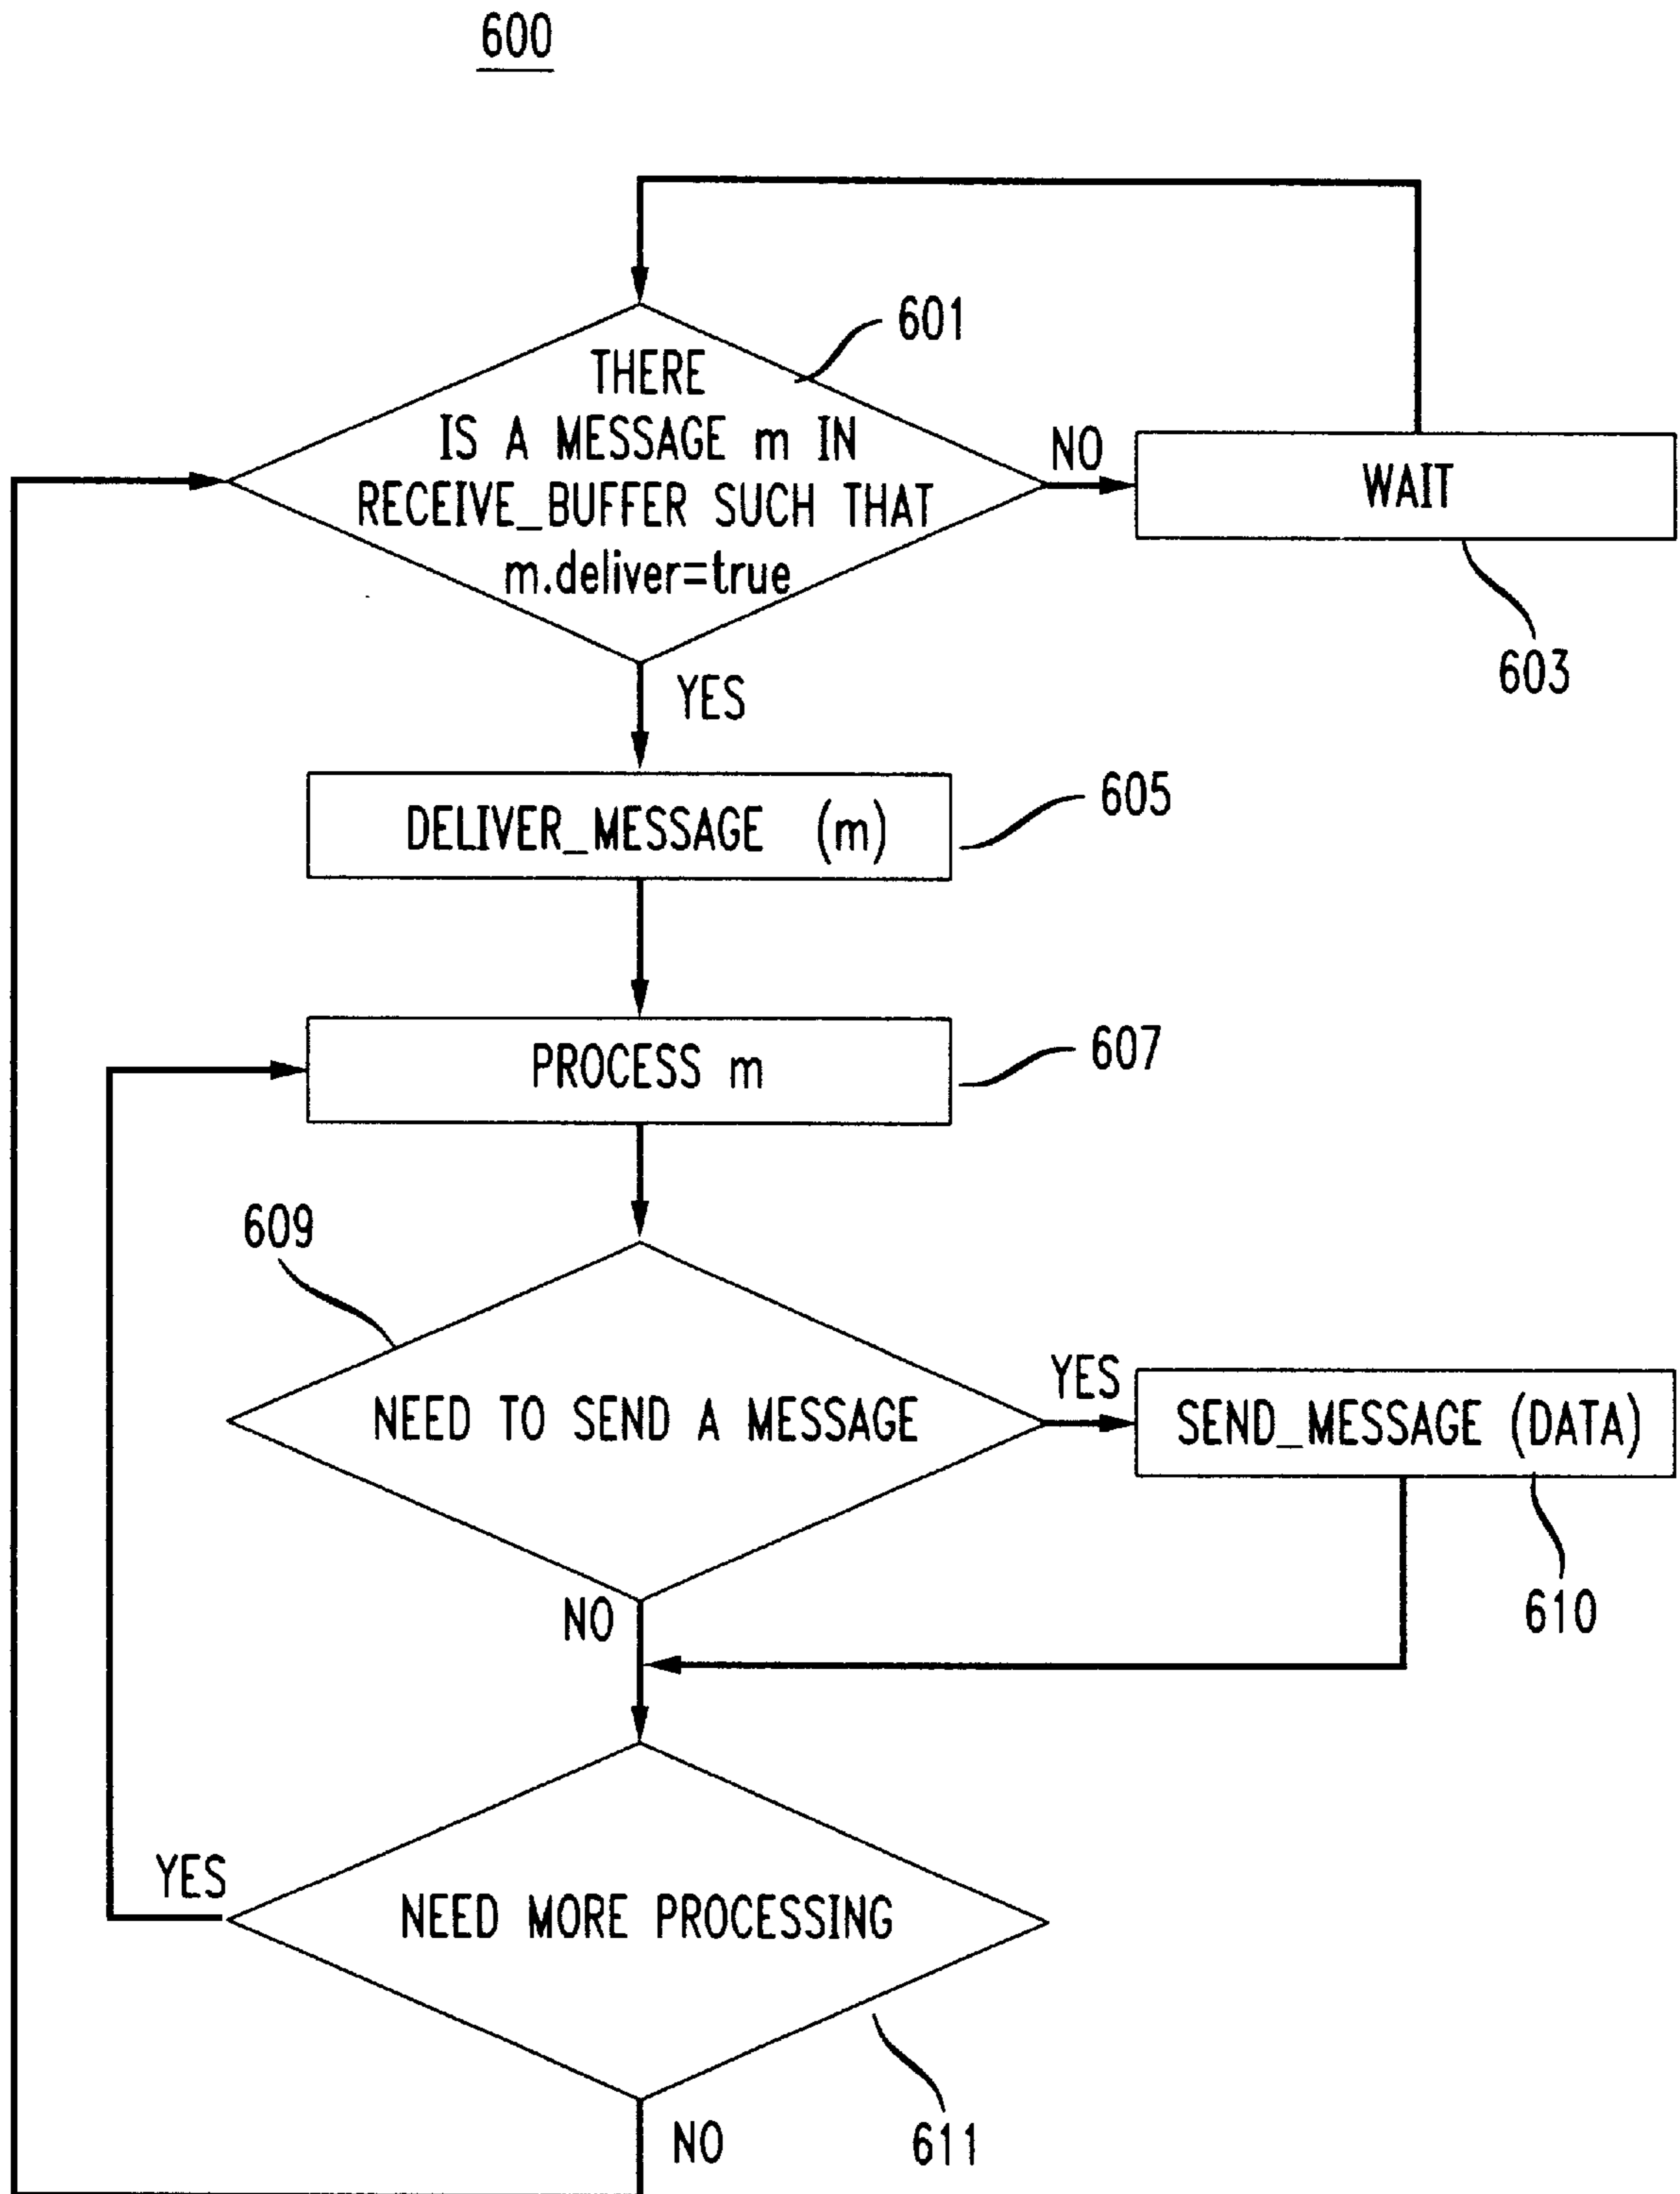 600
601
THERE
IS A MESSAGE m IN
RECEIVE_BUFFER SUCH THAT
m.deliver=true
NO
WAIT
603
YES
DELIVER_MESSAGE (m)
605
PROCESS m
607
609
NEED TO SEND A MESSAGE
YES
SEND_MESSAGE (DATA)
610
NO
YES
NEED MORE PROCESSING
NO
611